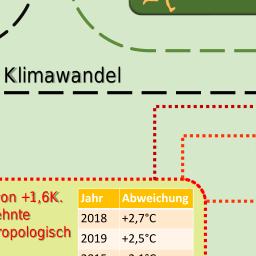 Klimawandel
on +1,6K.
ehnte
ropologisch
Jahr Abweichung
2018 +2,7°C
2019 +2,5°C